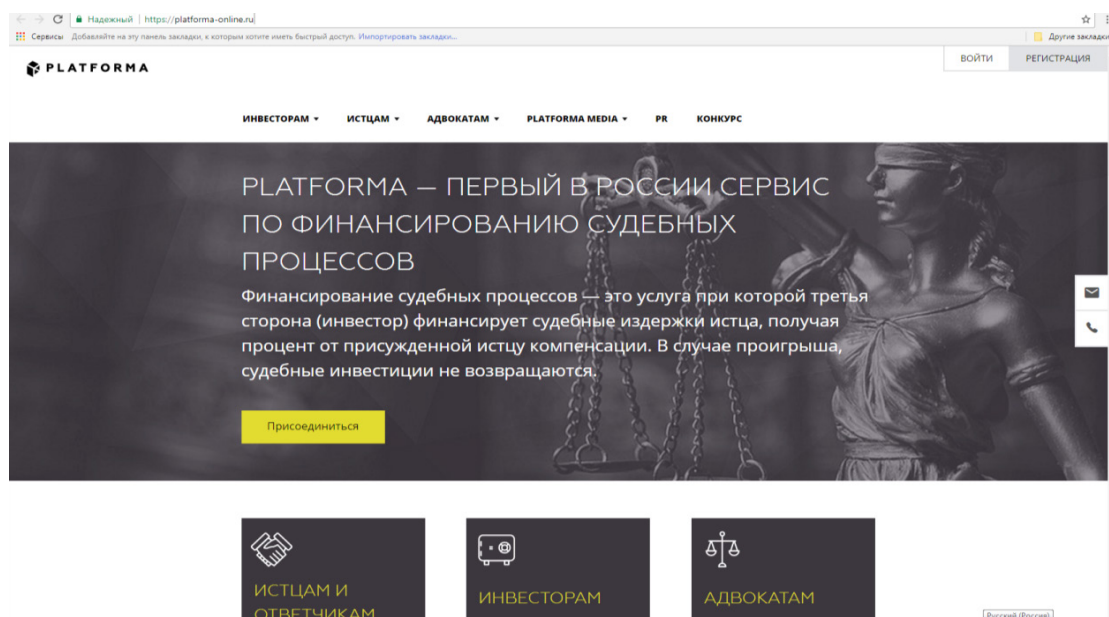 Надежный | https://platforma-online.ru
Сервисы Добавляйте на эту панель закладки, к которым хотите иметь быстрый доступ. Импортировать закладки... Другие закладки
PLATFORMA
ВОЙТИ РЕГИСТРАЦИЯ
ИНВЕСТОРАМ ИСТЦАМ АДВОКАТАМ PLATFORMA MEDIA PR КОНКУРС
PLATFORMA — ПЕРВЫЙ В РОССИИ СЕРВИС
ПО ФИНАНСИРОВАНИЮ СУДЕБНЫХ
ПРОЦЕССОВ
Финансирование судебных процессов — это услуга при которой третья
сторона (инвестор) финансирует судебные издержки истца, получая
процент от присужденной истцу компенсации. В случае проигрыша,
судебные инвестиции не возвращаются.
Присоединиться
ИСТЦАМ И
ОТВЕТЧИКАМ
ИНВЕСТОРАМ
АДВОКАТАМ
Русский (Россия)